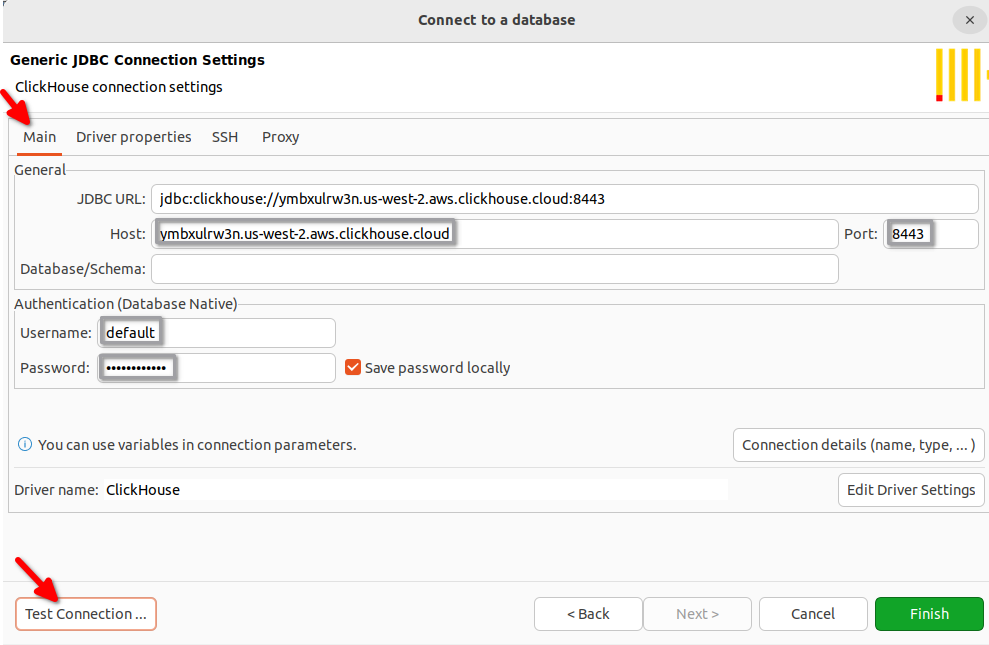 Connect to a database
Generic JDBC Connection Settings
ClickHouse connection settings
Main Driver properties SSH Proxy
General
JDBC URL: jdbc:clickhouse://ymbxulrw3n.us-west-2.aws.clickhouse.cloud:8443
Host: ymbxulrw3n.us-west-2.aws.clickhouse.cloud Port: 8443
Database/Schema:
Authentication (Database Native)
Username: default
Password: ••••••••••••  Save password locally
You can use variables in connection parameters. Connection details (name, type, ... )
Driver name: ClickHouse Edit Driver Settings
Test Connection ... < Back Next > Cancel Finish